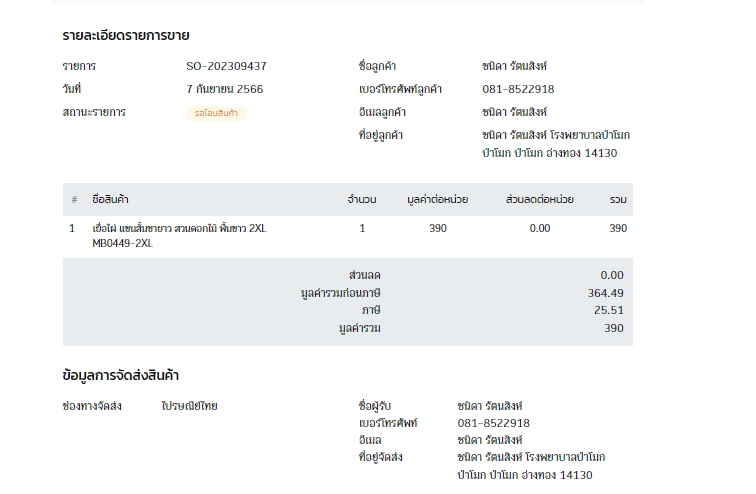 รายละเอียดรายการขาย
รายการ SO-202309437 ชื่อลูกค้า ชนิดา รัตนสิงห์
วันที่ 7 กันยายน 2566 เบอร์โทรศัพท์ลูกค้า 081-8522918
สถานะรายการ รอโอนสินค้า อีเมลลูกค้า ชนิดา รัตนสิงห์
ที่อยู่ลูกค้า ชนิดา รัตนสิงห์ โรงพยาบาลป่าโมก
ป่าโมก ป่าโมก อ่างทอง 14130
# ชื่อสินค้า จำนวน มูลค่าต่อหน่วย ส่วนลดต่อหน่วย รวม
1 เยื่อไผ่ แขนสั้นขายาว สวนดอกไม้ พื้นขาว 2XL 1 390 0.00 390
MB0449-2XL
ส่วนลด 0.00
มูลค่ารวมก่อนภาษี 364.49
ภาษี 25.51
มูลค่ารวม 390
ข้อมูลการจัดส่งสินค้า
ช่องทางจัดส่ง ไปรษณีย์ไทย ชื่อผู้รับ ชนิดา รัตนสิงห์
เบอร์โทรศัพท์ 081-8522918
อีเมล ชนิดา รัตนสิงห์
ที่อยู่จัดส่ง ชนิดา รัตนสิงห์ โรงพยาบาลป่าโมก
ป่าโมก ป่าโมก อ่างทอง 14130